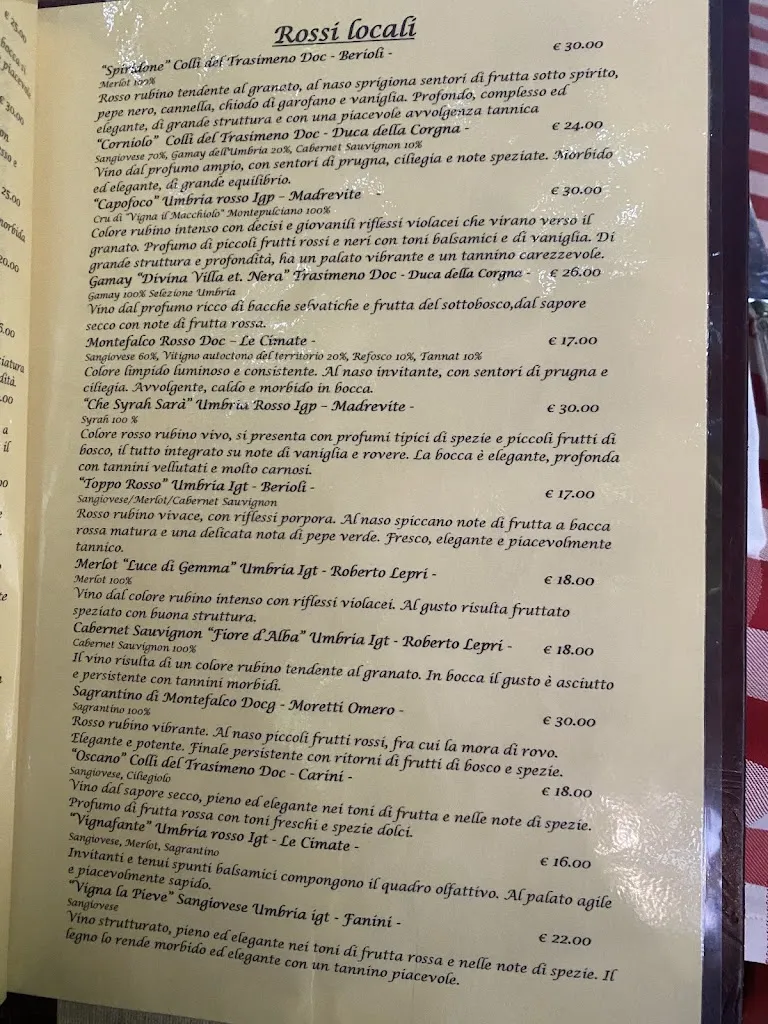 € 25.00
bocca si
piacevole
€ 30.00
25.00
morbida
Rossi locali
"Spiridone" Colli del Trasimeno Doc - Berioli - € 30.00
Merlot 100%
Rosso rubino tendente al granato, al naso sprigiona sentori di frutta sotto spirito,
pepe nero, cannella, chiodo di garofano e vaniglia. Profondo, complesso ed
elegante, di grande struttura e con una piacevole avvolgenza tannica
"Corniolo" Colli del Trasimeno Doc - Duca della Corgna - € 24.00
Sangiovese 70%, Gamay dell'Umbria 20%, Cabernet Sauvignon 10%
Vino dal profumo ampio, con sentori di prugna, ciliegia e note speziate. Morbido
ed elegante, di grande equilibrio.
"Capofoco" Umbria rosso Igp – Madrevite - € 30.00
Cru di "Vigna il Macchiolo" Montepulciano 100%
Colore rubino intenso con decisi e giovanili riflessi violacei che virano verso il
granato. Profumo di piccoli frutti rossi e neri con toni balsamici e di vaniglia. Di
grande struttura e profondità, ha un palato vibrante e un tannino carezzevole.
Gamay "Divina Villa et. Nera" Trasimeno Doc - Duca della Corgna - € 26.00
Gamay 100% Selezione Umbria
Vino dal profumo ricco di bacche selvatiche e frutta del sottobosco,dal sapore
secco con note di frutta rossa.
Montefalco Rosso Doc – Le Cimate - € 17.00
Sangiovese 60%, Vitigno autoctono del territorio 20%, Refosco 10%, Tannat 10%
Colore limpido luminoso e consistente. Al naso invitante, con sentori di prugna e
ciliegia. Avvolgente, caldo e morbido in bocca.
"Che Syrah Sarà" Umbria Rosso Igp – Madrevite - € 30.00
Syrah 100 %
Colore rosso rubino vivo, si presenta con profumi tipici di spezie e piccoli frutti di
bosco, il tutto integrato su note di vaniglia e rovere. La bocca è elegante, profonda
con tannini vellutati e molto carnosi.
"Toppo Rosso" Umbria Igt - Berioli - € 17.00
Sangiovese/Merlot/Cabernet Sauvignon
Rosso rubino vivace, con riflessi porpora. Al naso spiccano note di frutta a bacca
rossa matura e una delicata nota di pepe verde. Fresco, elegante e piacevolmente
tannico.
Merlot "Luce di Gemma" Umbria Igt - Roberto Lepri - € 18.00
Merlot 100%
Vino dal colore rubino intenso con riflessi violacei. Al gusto risulta fruttato
speziato con buona struttura.
Cabernet Sauvignon "Fiore d'Alba" Umbria Igt - Roberto Lepri - € 18.00
Cabernet Sauvignon 100%
Il vino risulta di un colore rubino tendente al granato. In bocca il gusto è asciutto
e persistente con tannini morbidi.
Sagrantino di Montefalco Docg - Moretti Omero - € 30.00
Sagrantino 100%
Rosso rubino vibrante. Al naso piccoli frutti rossi, fra cui la mora di rovo.
Elegante e potente. Finale persistente con ritorni di frutti di bosco e spezie.
"Oscano" Colli del Trasimeno Doc - Carini - € 18.00
Sangiovese, Ciliegiolo
Vino dal sapore secco, pieno ed elegante nei toni di frutta e nelle note di spezie.
Profumo di frutta rossa con toni freschi e spezie dolci.
"Vignafante" Umbria rosso Igt - Le Cimate - € 16.00
Sangiovese, Merlot, Sagrantino
Invitanti e tenui spunti balsamici compongono il quadro olfattivo. Al palato agile
e piacevolmente sapido.
"Vigna la Pieve" Sangiovese Umbria igt - Fanini - € 22.00
Sangiovese
Vino strutturato, pieno ed elegante nei toni di frutta rossa e nelle note di spezie. Il
legno lo rende morbido ed elegante con un tannino piacevole.